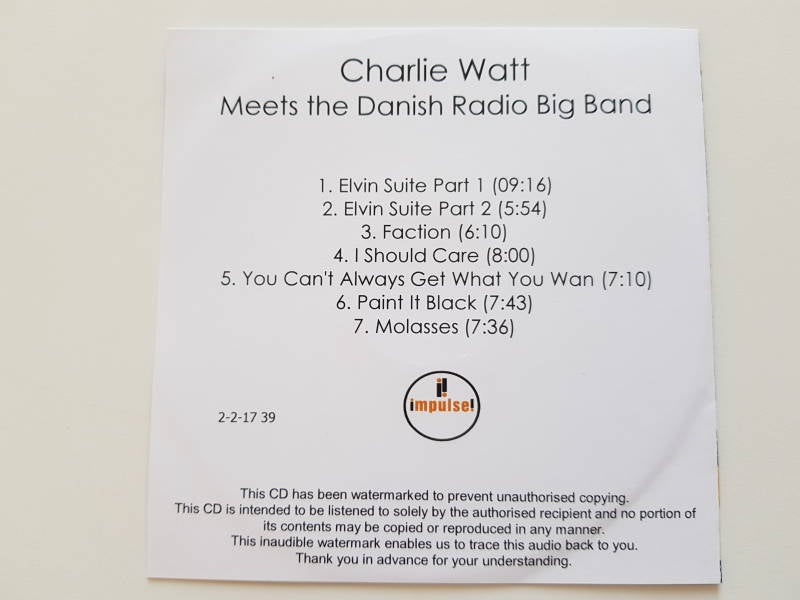 Charlie Watt
Meets the Danish Radio Big Band
1. Elvin Suite Part 1 (09:16)
2. Elvin Suite Part 2 (5:54)
3. Faction (6:10)
4. I Should Care (8:00)
5. You Can't Always Get What You Wan (7:10)
6. Paint It Black (7:43)
7. Molasses (7:36)
impulse!
2-2-17 39
This CD has been watermarked to prevent unauthorised copying.
This CD is intended to be listened to solely by the authorised recipient and no portion of
its contents may be copied or reproduced in any manner.
This inaudible watermark enables us to trace this audio back to you.
Thank you in advance for your understanding.